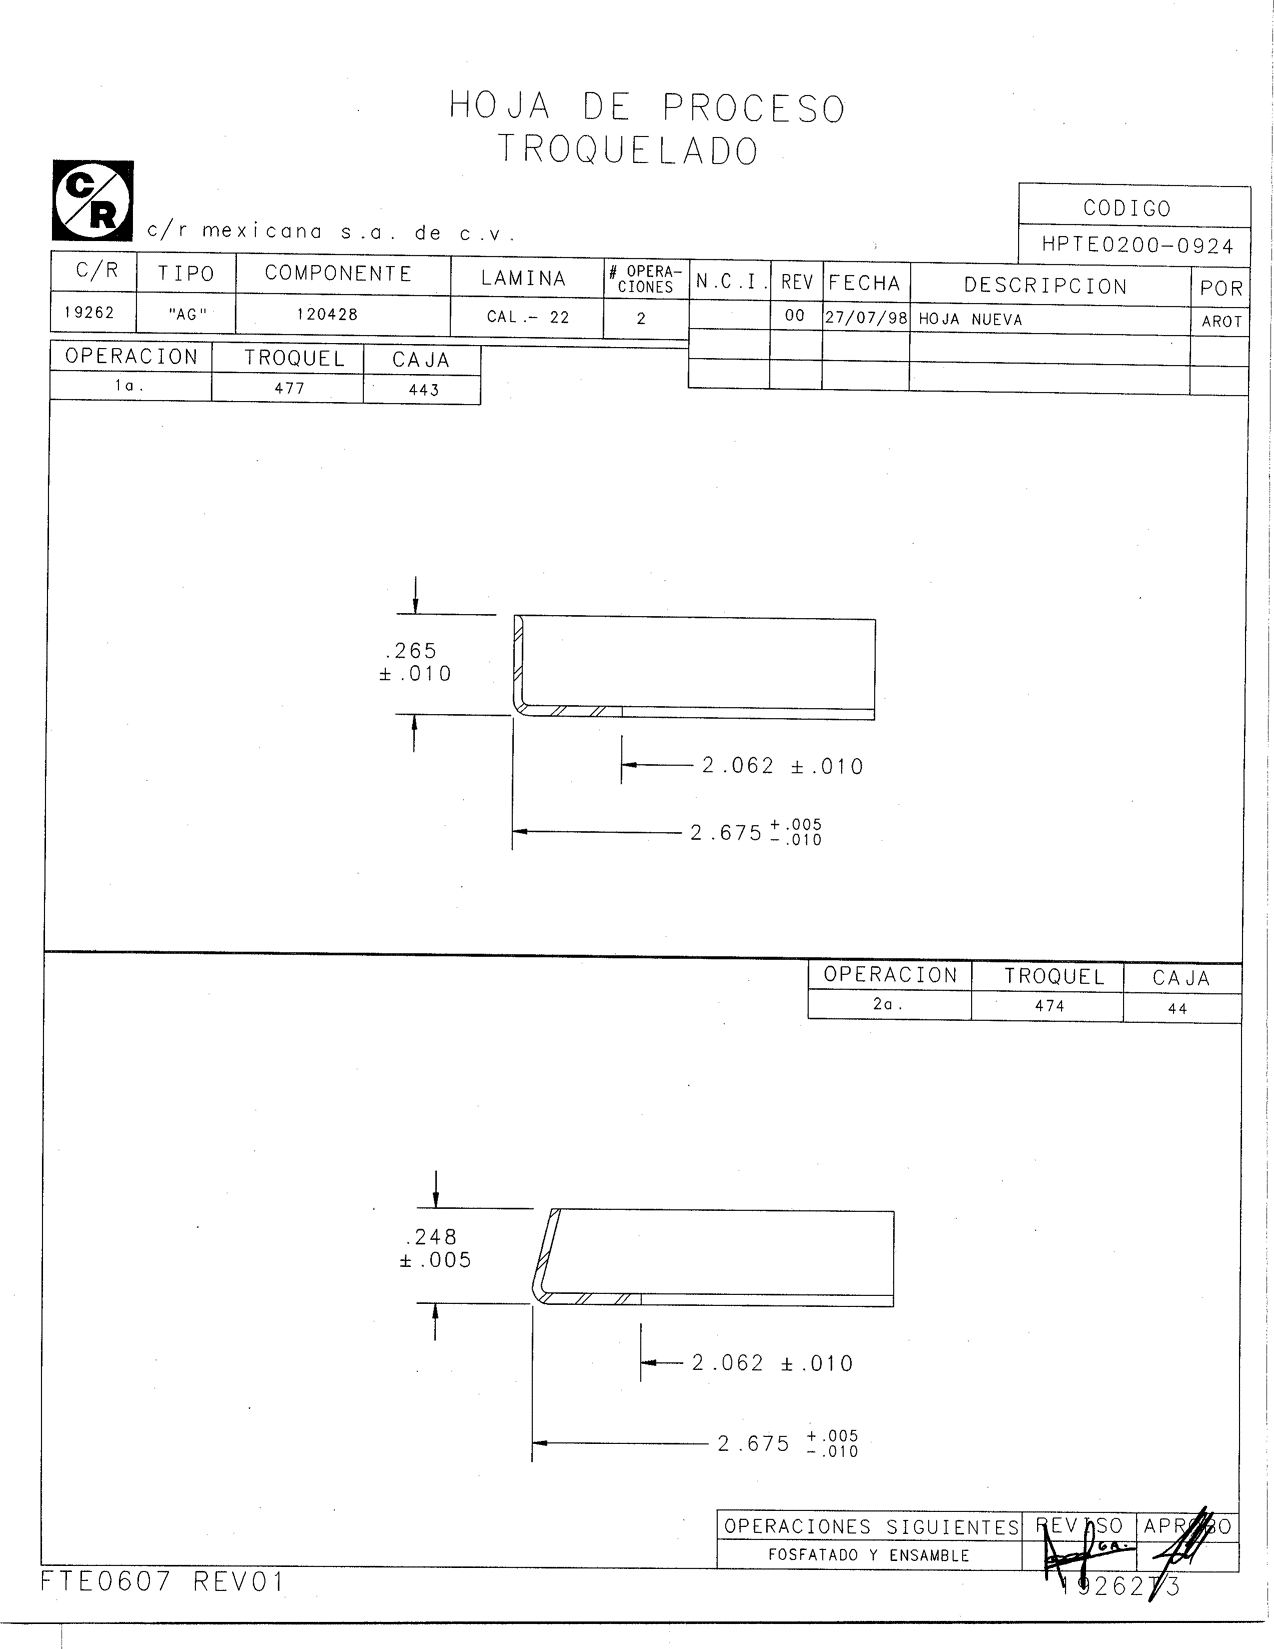 HOJA DE PROCESO
TROQUELADO
C/R
c/r mexicana s.a. de c.v.
CODIGO
HPTE0200-0924
C/R TIPO COMPONENTE LAMINA # OPERA-CIONES N.C.I. REV FECHA DESCRIPCION POR
19262 "AG" 120428 CAL.- 22 2 00 27/07/98 HOJA NUEVA AROT
OPERACION TROQUEL CAJA
1a. 477 443
.265
±.010
2.062 ±.010
2.675 +.005
-.010
OPERACION TROQUEL CAJA
2a. 474 44
.248
±.005
2.062 ±.010
2.675 +.005
-.010
OPERACIONES SIGUIENTES REVISO APROBO
FOSFATADO Y ENSAMBLE
FTE0607 REV01
19262T3